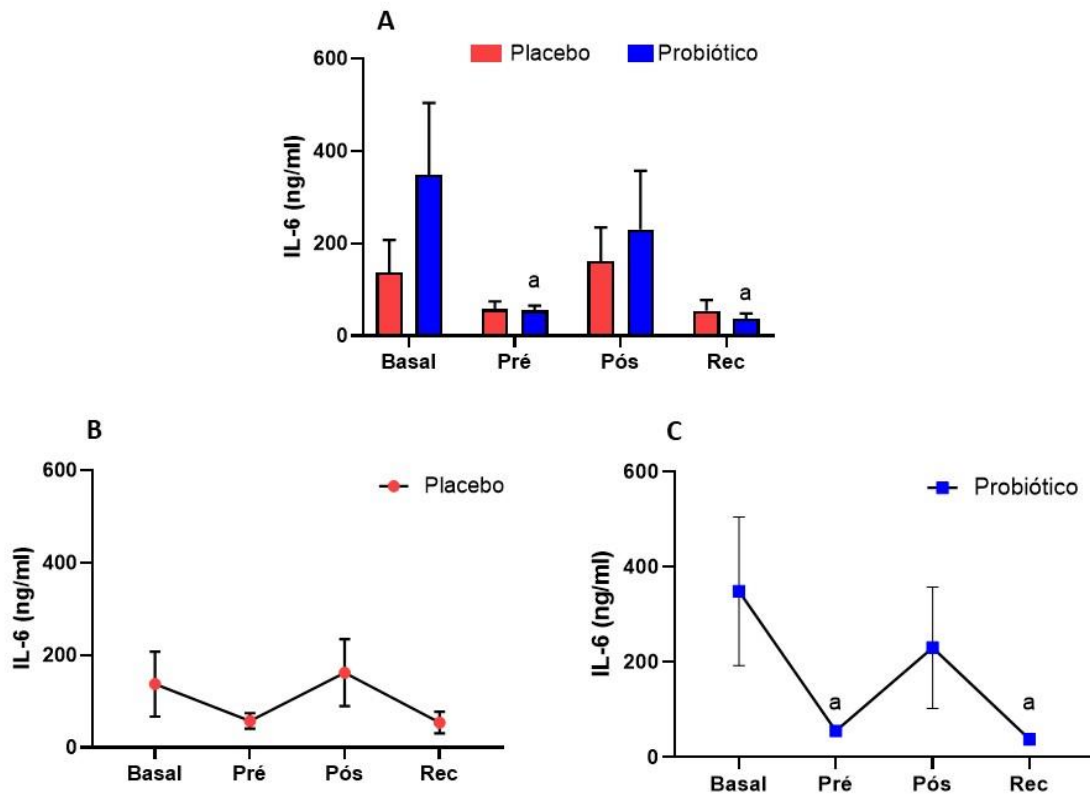 A
Placebo
Probiótico
IL-6 (ng/ml)
600
400
200
0
a
a
Basal
Pré
Pós
Rec
B
Placebo
IL-6 (ng/ml)
600
400
200
0
Basal
Pré
Pós
Rec
C
Probiótico
IL-6 (ng/ml)
600
400
200
0
a
a
Basal
Pré
Pós
Rec